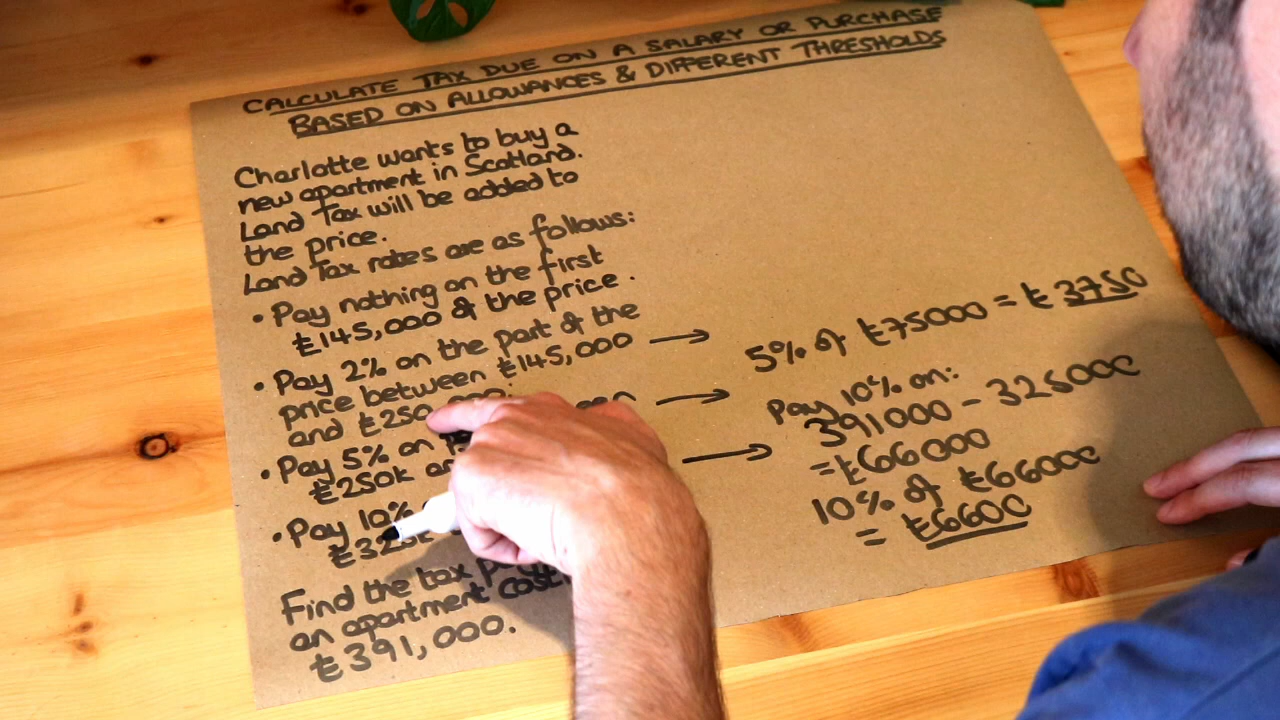 CALCULATE TAX DUE ON A SALARY OR PURCHASE
BASED ON ALLOWANCES & DIFFERENT THRESHOLDS
Charlotte wants to buy a
new apartment in Scotland.
Land Tax will be added to
the price.
Land Tax rates are as follows:
• Pay nothing on the first
£145,000 of the price.
• Pay 2% on the part of the
price between £145,000
and £250,000.
• Pay 5% on
£250k
• Pay 10%
£325k
Find the tax
an apartment
£391,000.
→ 5% of £75000 = £3750
→ Pay 10% on:
→ 391000 - 325000
= £66000
10% of £66000
= £6600